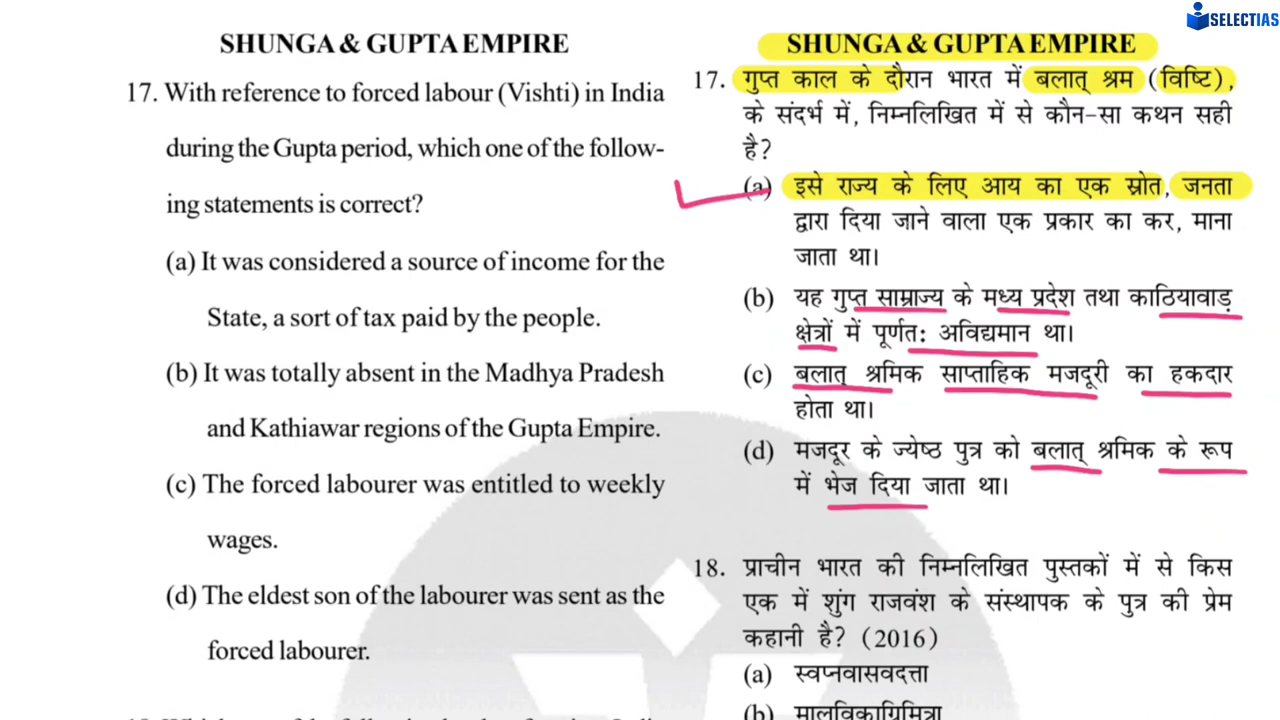 SELECTIAS
SHUNGA & GUPTA EMPIRE
17. With reference to forced labour (Vishti) in India
during the Gupta period, which one of the follow-
ing statements is correct?
(a) It was considered a source of income for the
State, a sort of tax paid by the people.
(b) It was totally absent in the Madhya Pradesh
and Kathiawar regions of the Gupta Empire.
(c) The forced labourer was entitled to weekly
wages.
(d) The eldest son of the labourer was sent as the
forced labourer.
SHUNGA & GUPTA EMPIRE
17. गुप्त काल के दौरान भारत में बलात् श्रम (विष्टि),
के संदर्भ में, निम्नलिखित में से कौन-सा कथन सही
है?
(a) इसे राज्य के लिए आय का एक स्रोत, जनता
द्वारा दिया जाने वाला एक प्रकार का कर, माना
जाता था।
(b) यह गुप्त साम्राज्य के मध्य प्रदेश तथा काठियावाड़
क्षेत्रों में पूर्णत: अविद्यमान था।
(c) बलात् श्रमिक साप्ताहिक मजदूरी का हकदार
होता था।
(d) मजदूर के ज्येष्ठ पुत्र को बलात् श्रमिक के रूप
में भेज दिया जाता था।
18. प्राचीन भारत की निम्नलिखित पुस्तकों में से किस
एक में शुंग राजवंश के संस्थापक के पुत्र की प्रेम
कहानी है? (2016)
(a) स्वप्नवासवदत्ता
(b) मालविकाग्निमित्रा